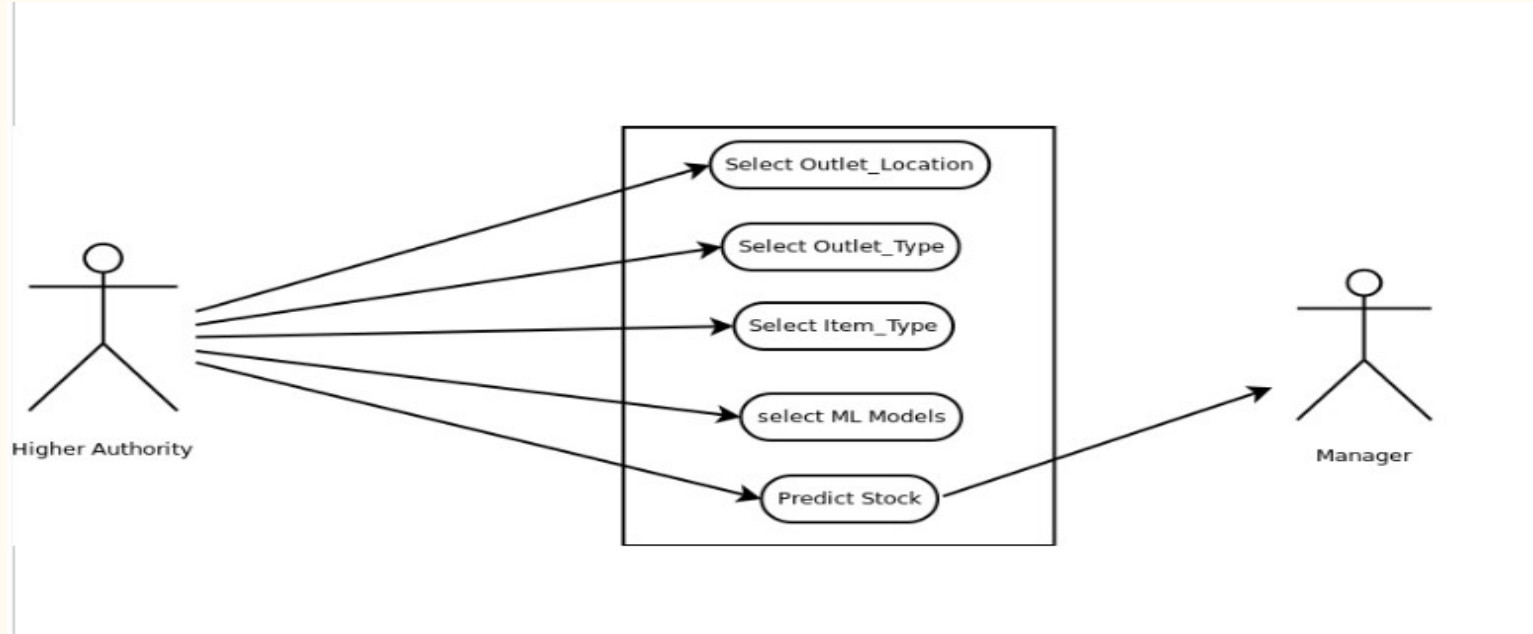 Select Outlet_Location
Select Outlet_Type
Select Item_Type
select ML Models
Predict Stock
Higher Authority
Manager